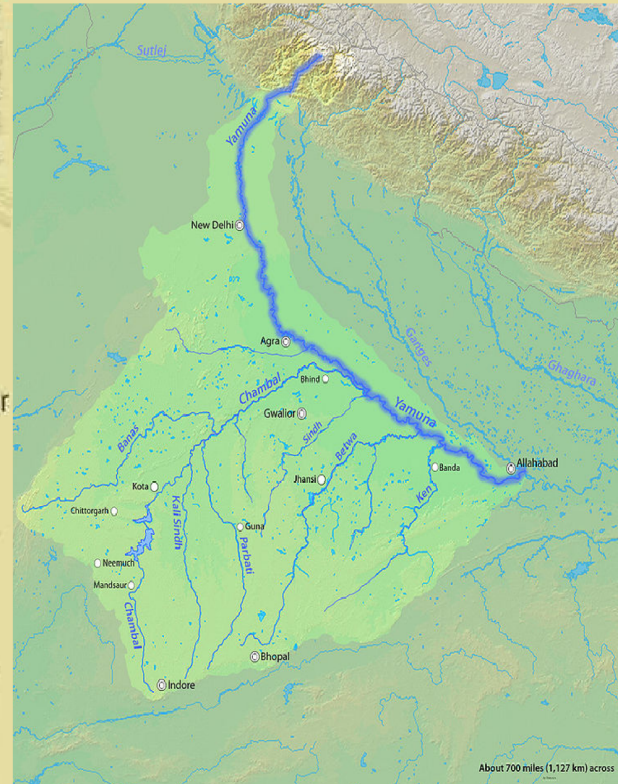 Sutlej
Yamuna
New Delhi
Agra
Ganges
Ghaghara
Bhind
Chambal
Yamuna
Gwalior
Banas
Sindh
Betwa
Allahabad
Banda
Jhansi
Kota
Ken
Chittorgarh
Kali Sindh
Guna
Parbati
Neemuch
Mandsaur
Chambal
Bhopal
Indore
About 700 miles (1,127 km) across